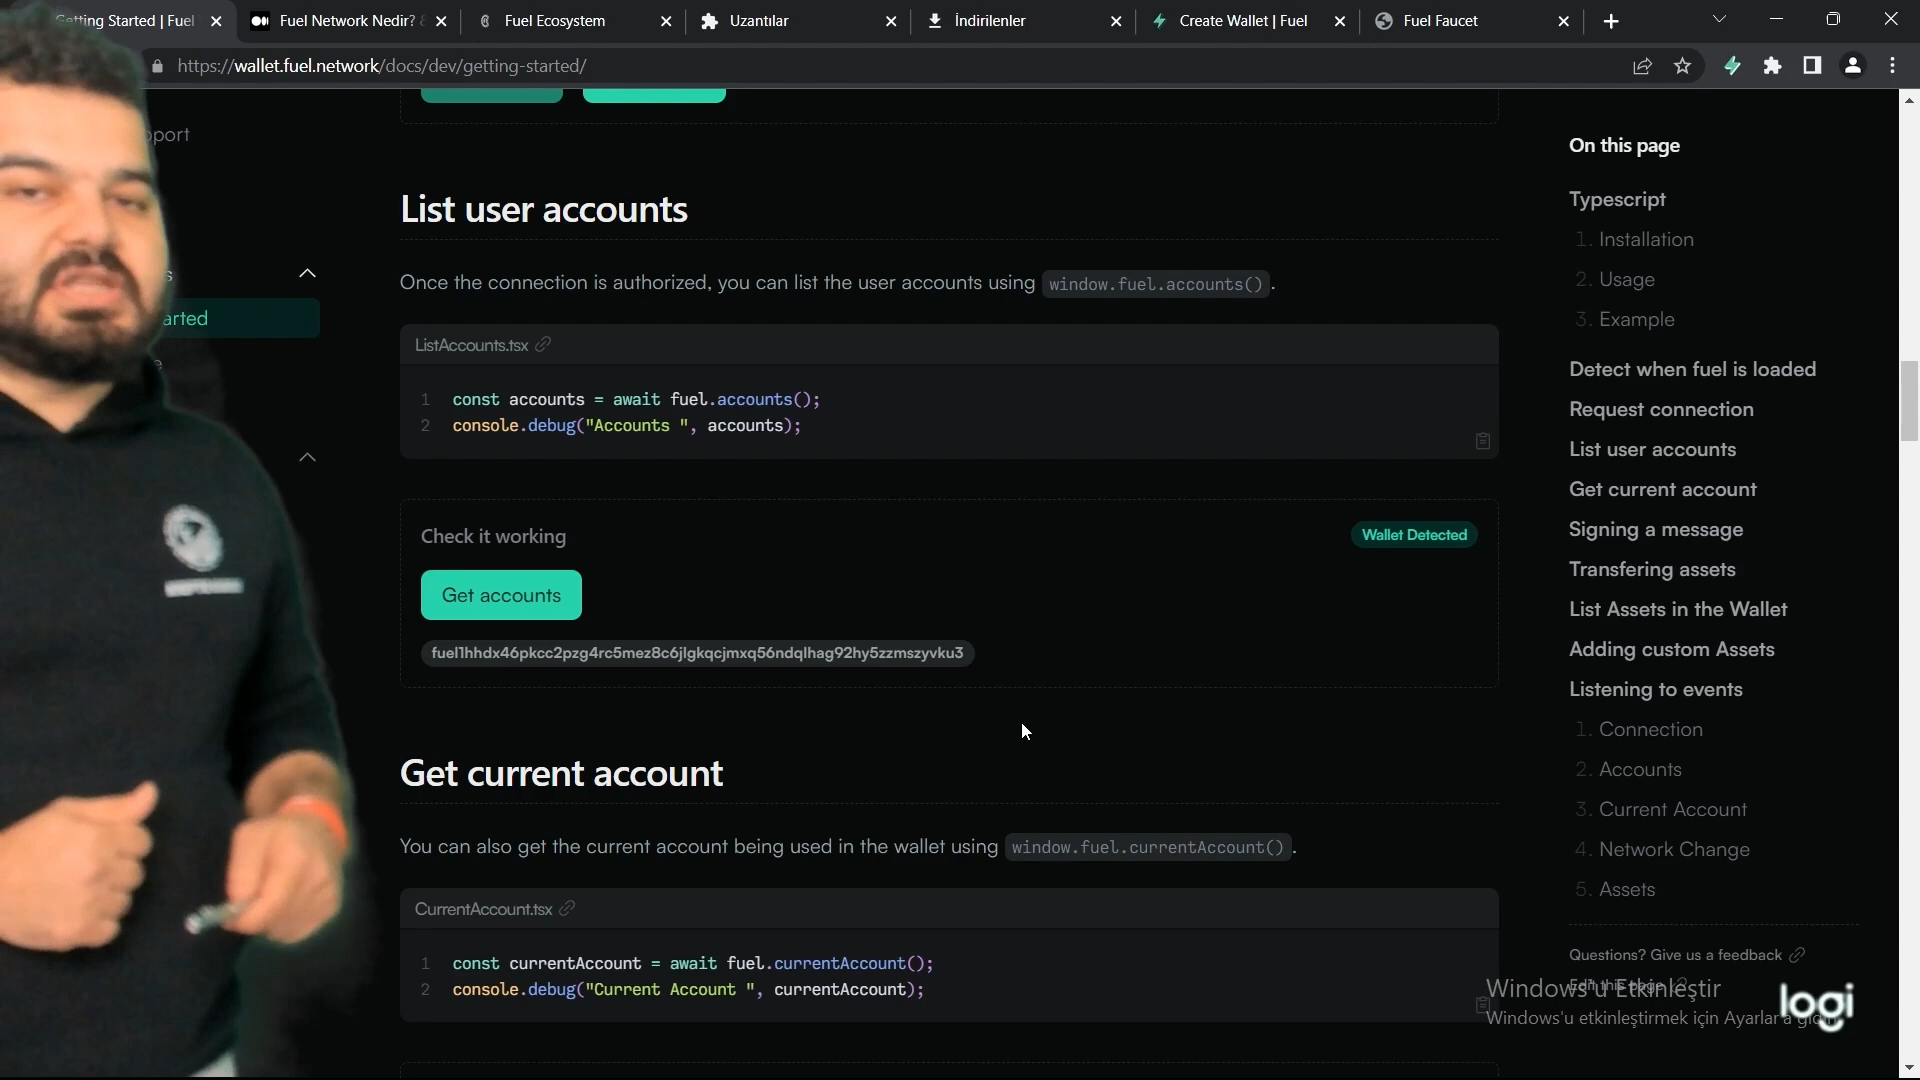 Getting Started | Fuel
Fuel Network Nedir?
Fuel Ecosystem
Uzantılar
İndirilenler
Create Wallet | Fuel
Fuel Faucet
https://wallet.fuel.network/docs/dev/getting-started/
pport
s
arted
e
List user accounts
Once the connection is authorized, you can list the user accounts using window.fuel.accounts() .
ListAccounts.tsx
1 const accounts = await fuel.accounts();
2 console.debug("Accounts ", accounts);
Check it working
Wallet Detected
Get accounts
fuel1hhdx46pkcc2pzg4rc5mez8c6jlgkqcjmxq56ndqlhag92hy5zzmszyvku3
Get current account
You can also get the current account being used in the wallet using window.fuel.currentAccount() .
CurrentAccount.tsx
1 const currentAccount = await fuel.currentAccount();
2 console.debug("Current Account ", currentAccount);
On this page
Typescript
1. Installation
2. Usage
3. Example
Detect when fuel is loaded
Request connection
List user accounts
Get current account
Signing a message
Transfering assets
List Assets in the Wallet
Adding custom Assets
Listening to events
1. Connection
2. Accounts
3. Current Account
4. Network Change
5. Assets
Questions? Give us a feedback
Edit this page
Windows'u Etkinleştir
Windows'u etkinleştirmek için Ayarlar'a gidin
logi